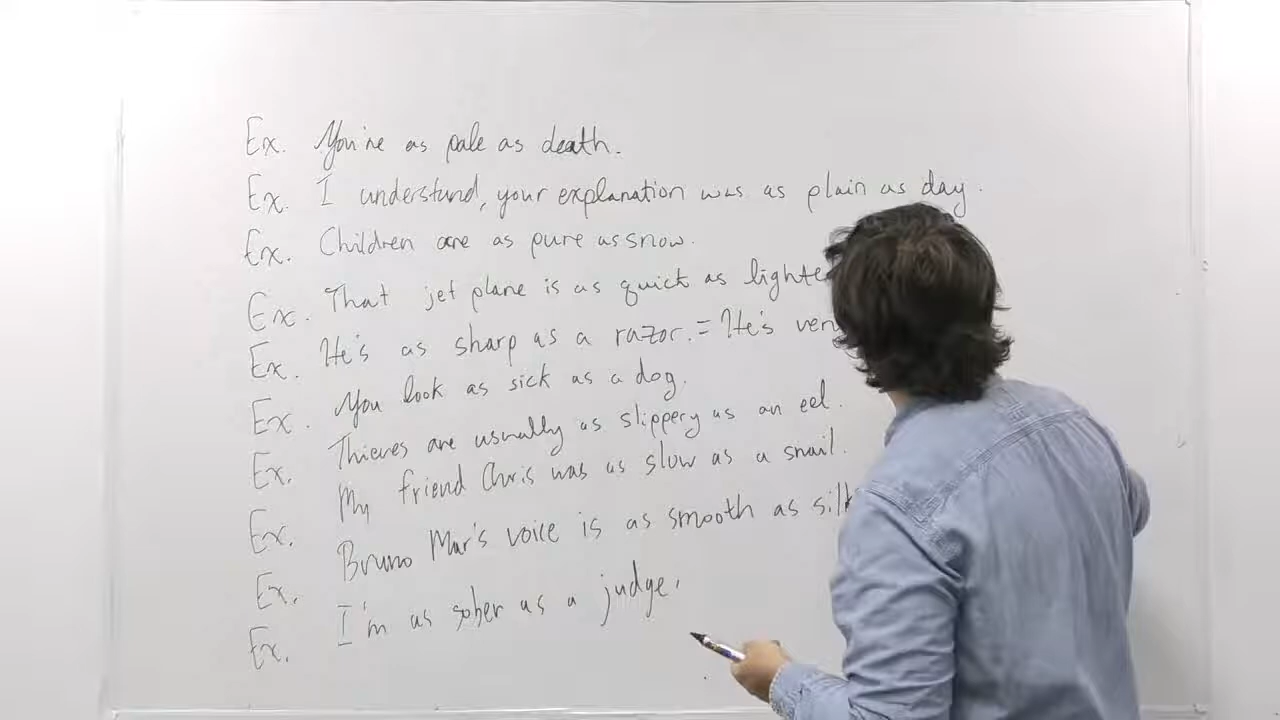 Ex. You're as pale as death.
Ex. I understand, your explanation was as plain as day.
Ex. Children are as pure as snow.
Ex. That jet plane is as quick as lighte
Ex. He's as sharp as a razor. = He's ver
Ex. You look as sick as a dog.
Ex. Thieves are usually as slippery as an eel.
Ex. My friend Chris was as slow as a snail.
Ex. Bruno Mar's voice is as smooth as silk
Ex. I'm as sober as a judge.